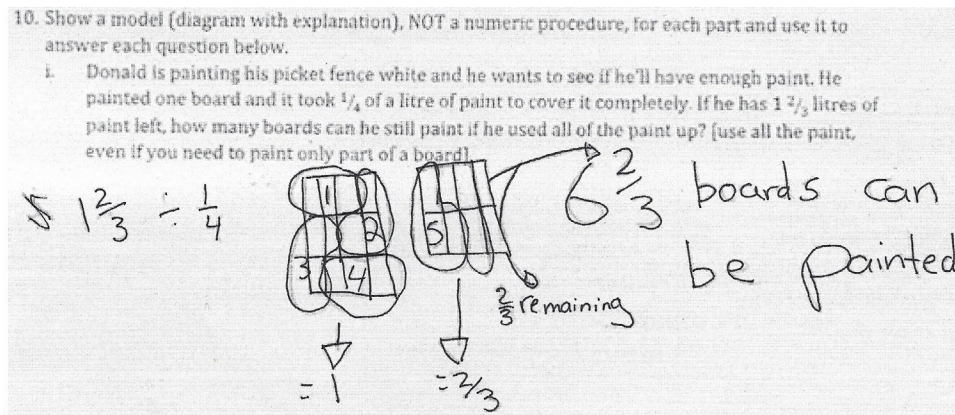 10. Show a model (diagram with explanation), NOT a numeric procedure, for each part and use it to
answer each question below.
i. Donald is painting his picket fence white and he wants to see if he'll have enough paint. He
painted one board and it took 1/4 of a litre of paint to cover it completely. If he has 1 2/3 litres of
paint left, how many boards can he still paint if he used all of the paint up? (use all the paint,
even if you need to paint only part of a board)
1 2/3 ÷ 1/4
1
2
3
4
5
6 2/3 boards can
be painted
2/3 remaining
= 1
= 2/3